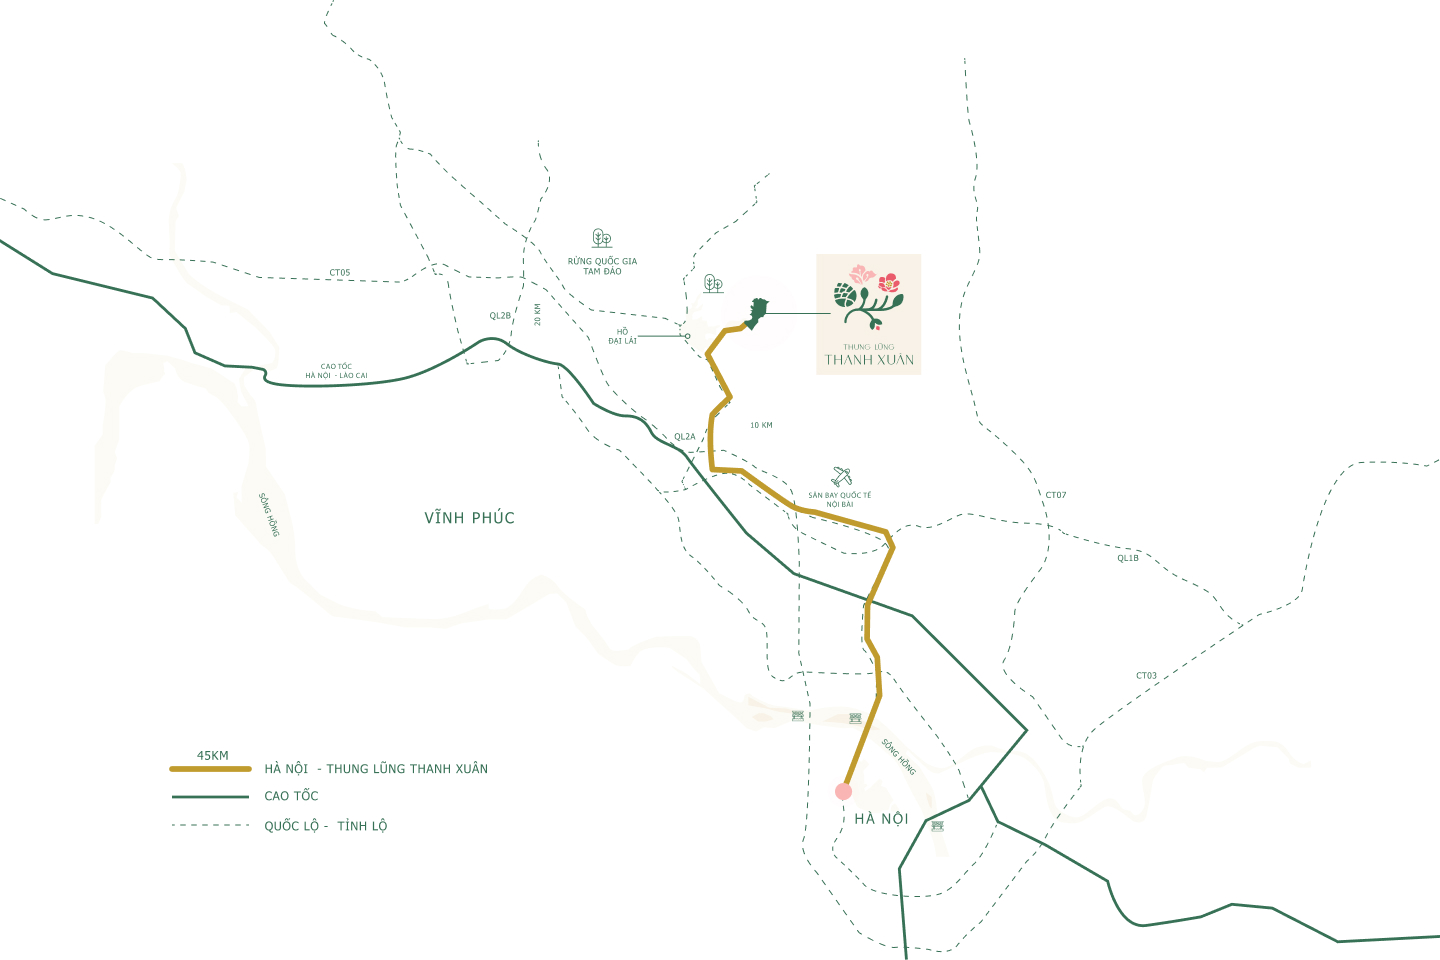 RỪNG QUỐC GIA
TAM ĐẢO
CT05
QL2B
20 KM
HỒ
ĐẠI LẢI
THUNG LŨNG
THANH XUÂN
CAO TỐC
HÀ NỘI - LÀO CAI
10 KM
QL2A
SÂN BAY QUỐC TẾ
NỘI BÀI
CT07
SÔNG HỒNG
VĨNH PHÚC
QL1B
CT03
SÔNG HỒNG
45KM
HÀ NỘI - THUNG LŨNG THANH XUÂN
CAO TỐC
HÀ NỘI
QUỐC LỘ - TỈNH LỘ